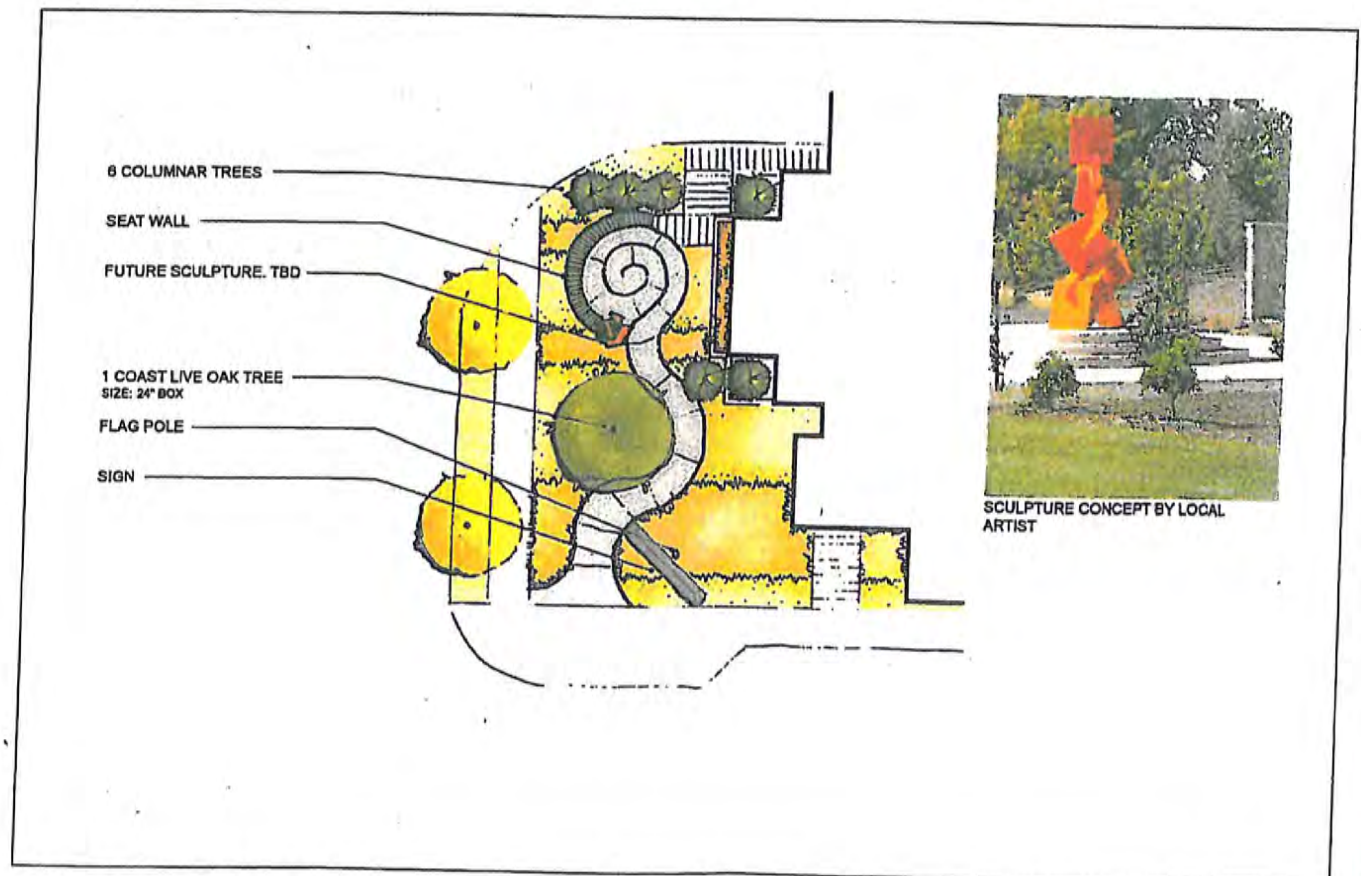 6 COLUMNAR TREES
SEAT WALL
FUTURE SCULPTURE. TBD
1 COAST LIVE OAK TREE
SIZE: 24" BOX
FLAG POLE
SIGN
SCULPTURE CONCEPT BY LOCAL
ARTIST